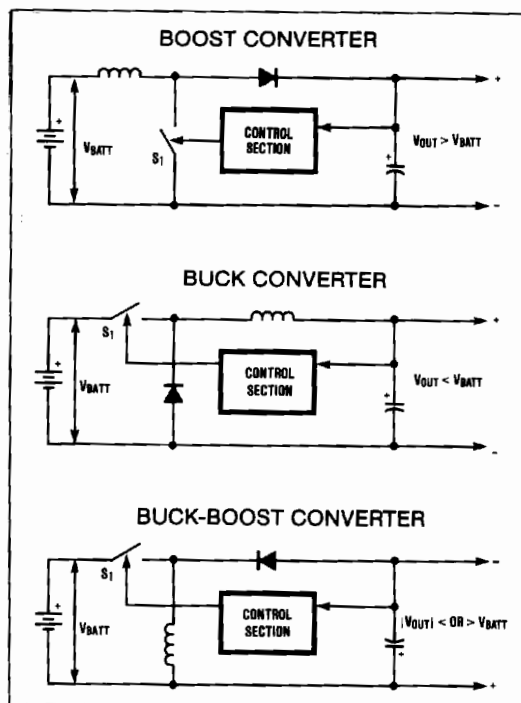 BOOST CONVERTER
+
VBATT
S1
CONTROL
SECTION
+
VOUT > VBATT
+
–
BUCK CONVERTER
+
VBATT
S1
CONTROL
SECTION
+
VOUT < VBATT
+
–
BUCK-BOOST CONVERTER
+
VBATT
S1
CONTROL
SECTION
–
|VOUT| < OR > VBATT
+
+